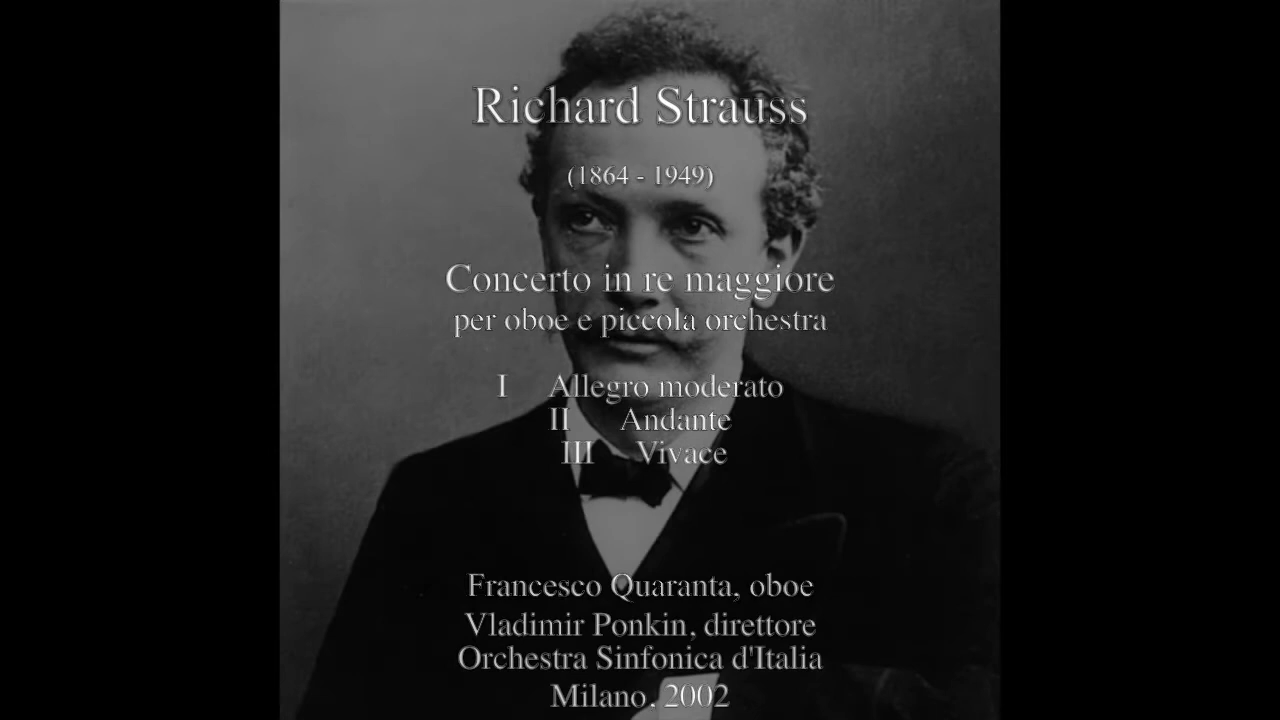 Richard Strauss
(1864 - 1949)
Concerto in re maggiore
per oboe e piccola orchestra
I Allegro moderato
II Andante
III Vivace
Francesco Quaranta, oboe
Vladimir Ponkin, direttore
Orchestra Sinfonica d'Italia
Milano, 2002